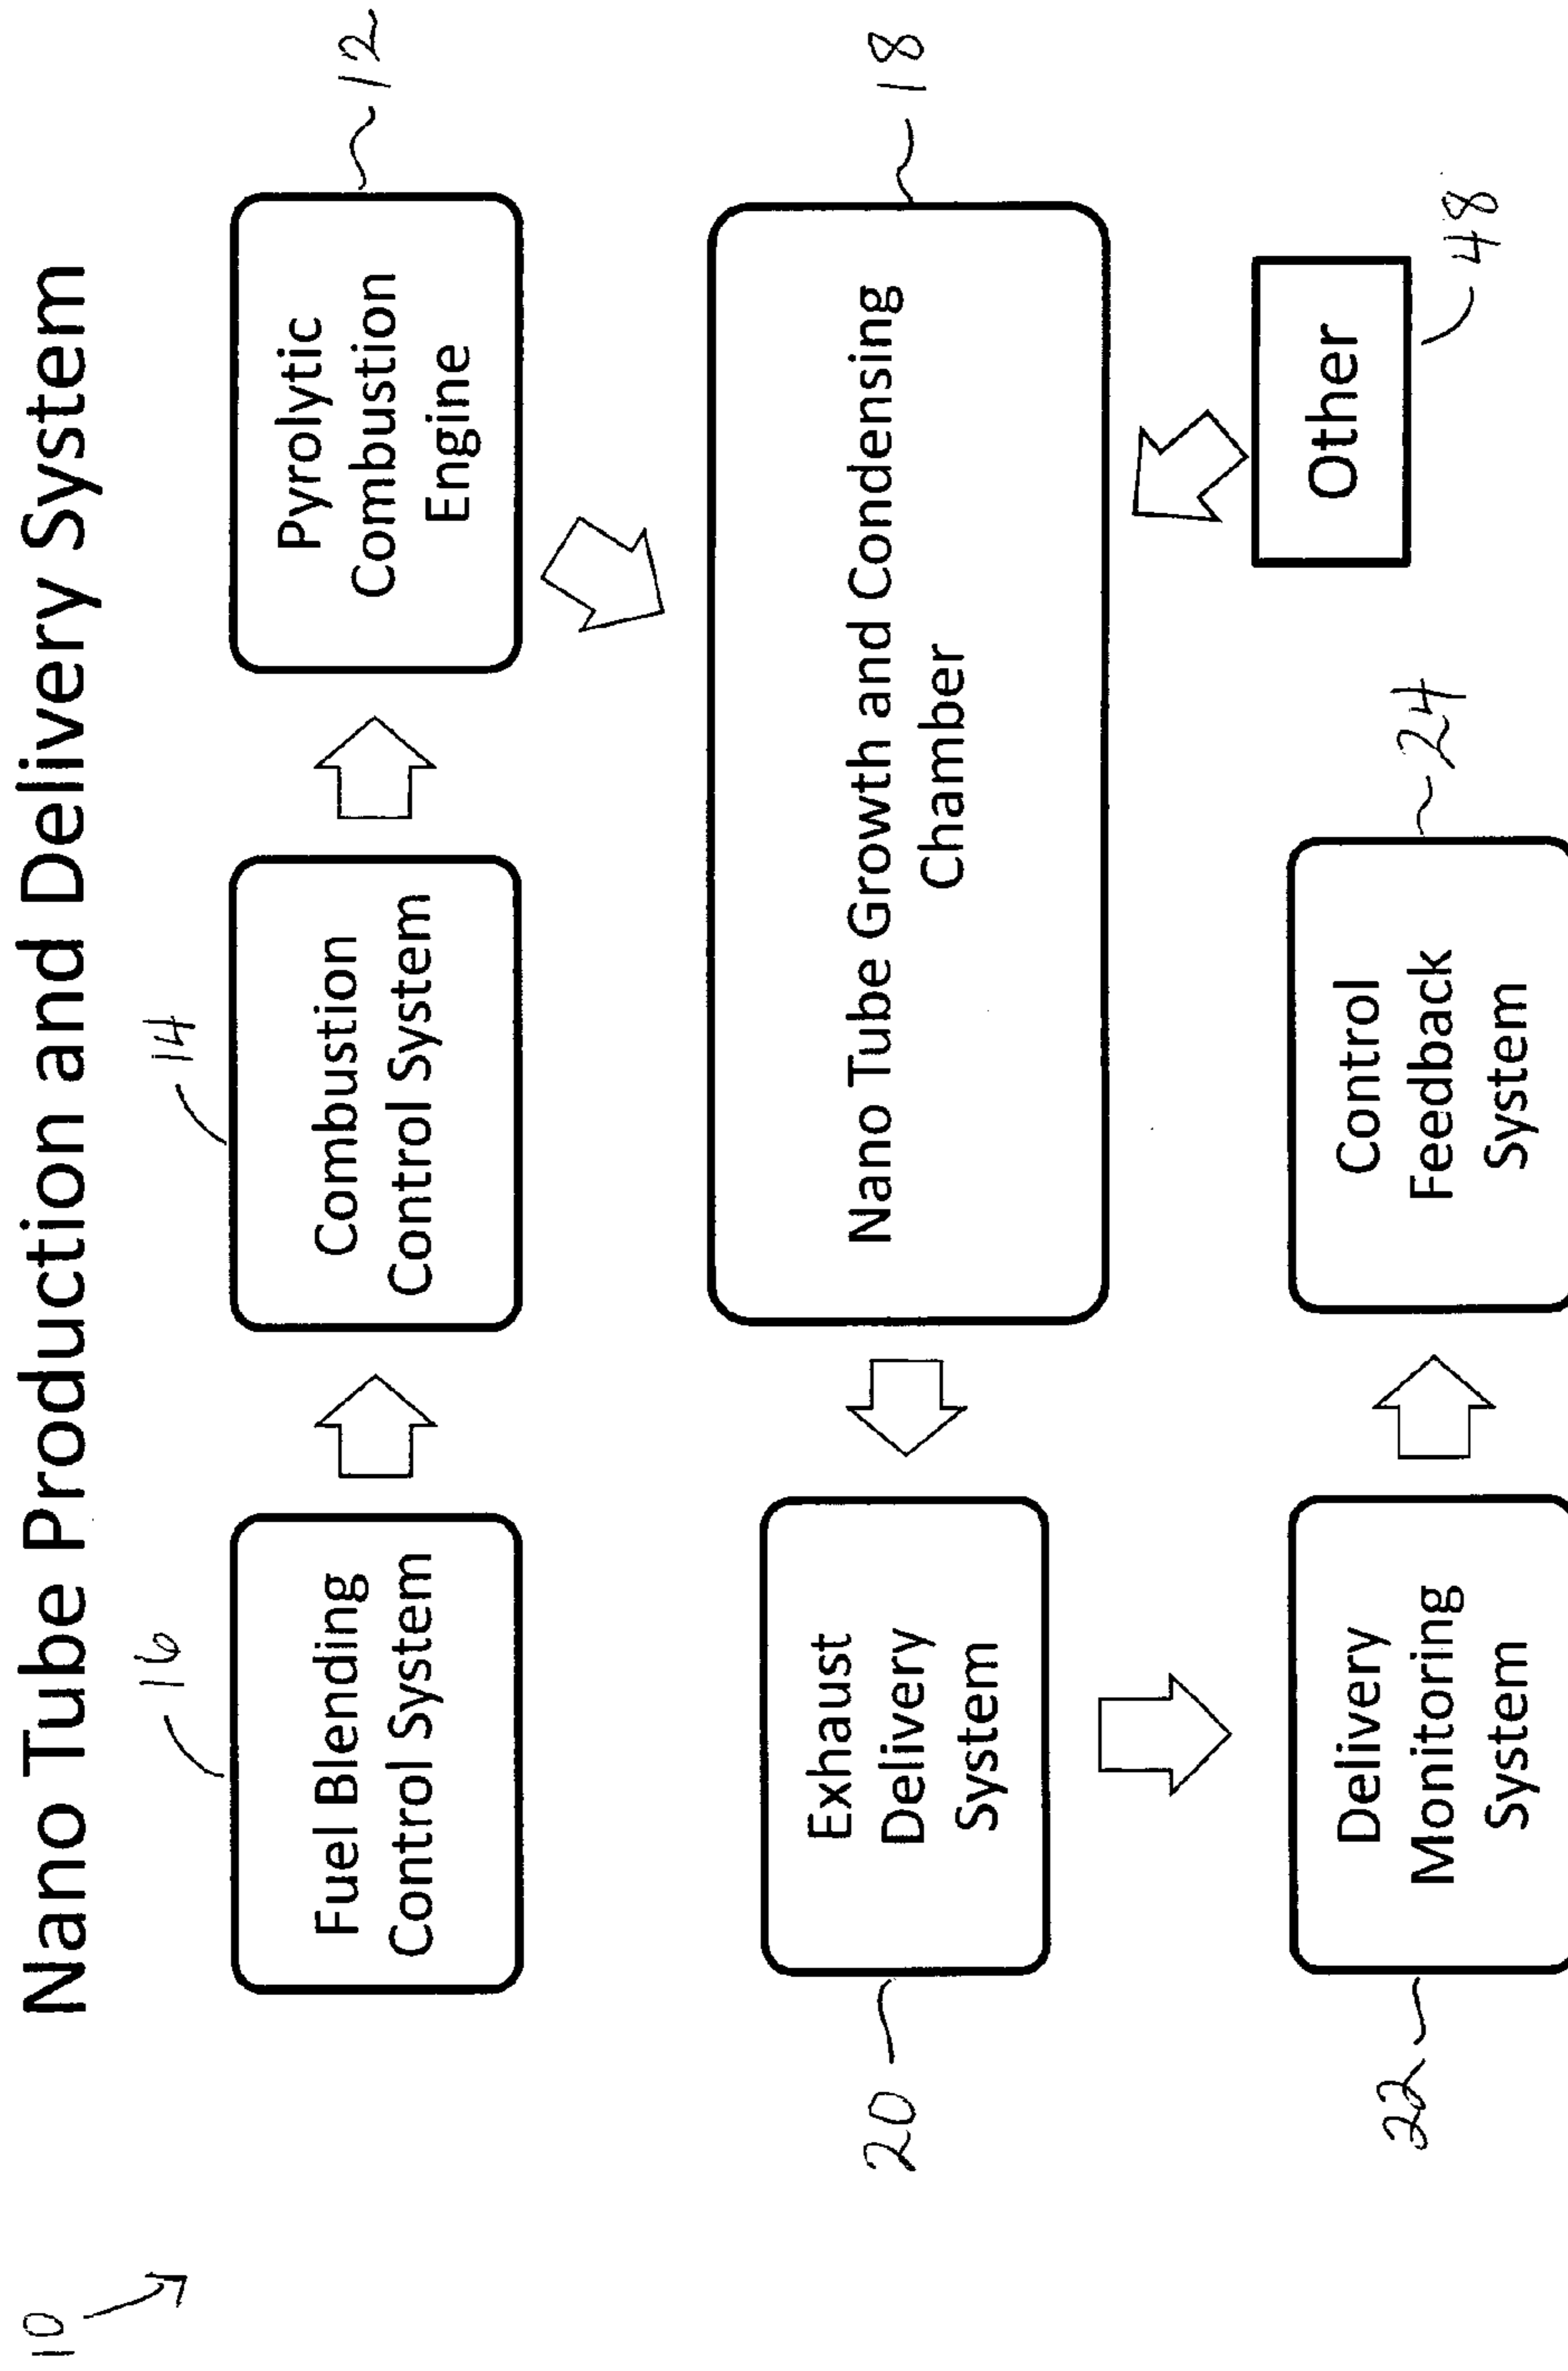 Nano Tube Production and Delivery System
10
16
14
12
Fuel Blending
Control System
Combustion
Control System
Pyrolytic
Combustion
Engine
20
Exhaust
Delivery
System
Nano Tube Growth and Condensing
Chamber
18
22
Delivery
Monitoring
System
Control
Feedback
System
24
Other
48